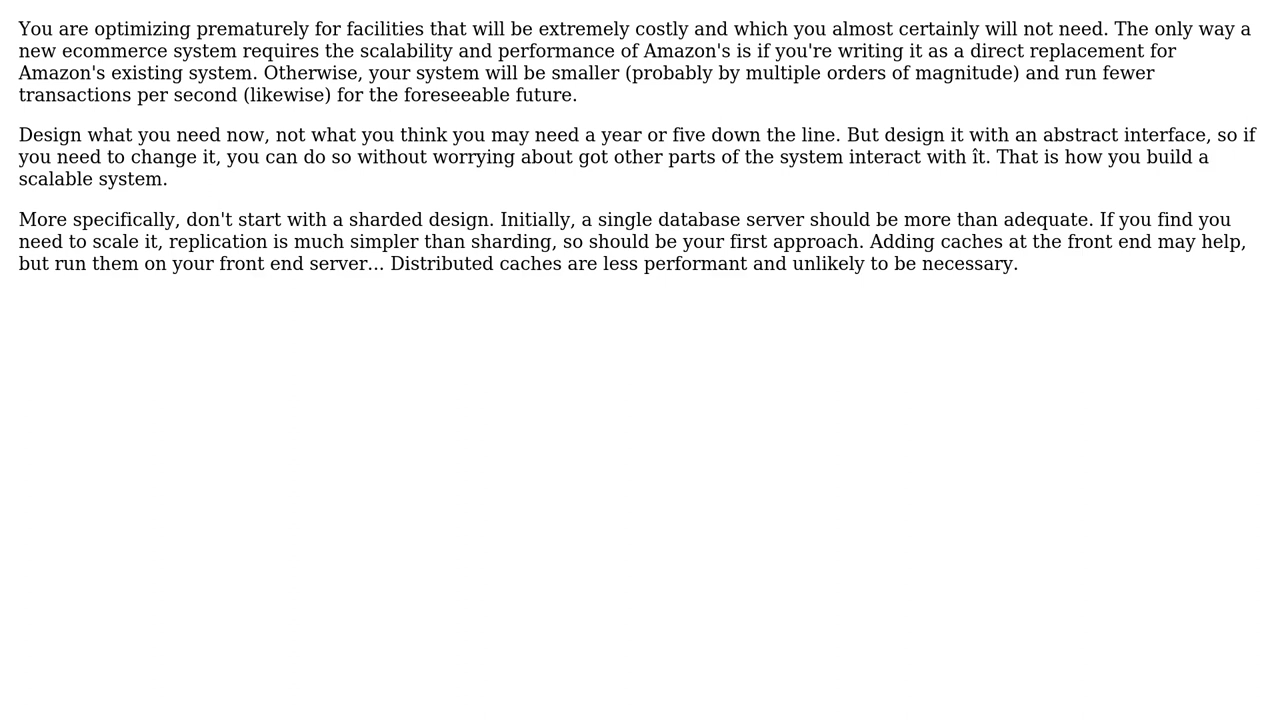 You are optimizing prematurely for facilities that will be extremely costly and which you almost certainly will not need. The only way a
new ecommerce system requires the scalability and performance of Amazon's is if you're writing it as a direct replacement for
Amazon's existing system. Otherwise, your system will be smaller (probably by multiple orders of magnitude) and run fewer
transactions per second (likewise) for the foreseeable future.
Design what you need now, not what you think you may need a year or five down the line. But design it with an abstract interface, so if
you need to change it, you can do so without worrying about got other parts of the system interact with ît. That is how you build a
scalable system.
More specifically, don't start with a sharded design. Initially, a single database server should be more than adequate. If you find you
need to scale it, replication is much simpler than sharding, so should be your first approach. Adding caches at the front end may help,
but run them on your front end server... Distributed caches are less performant and unlikely to be necessary.